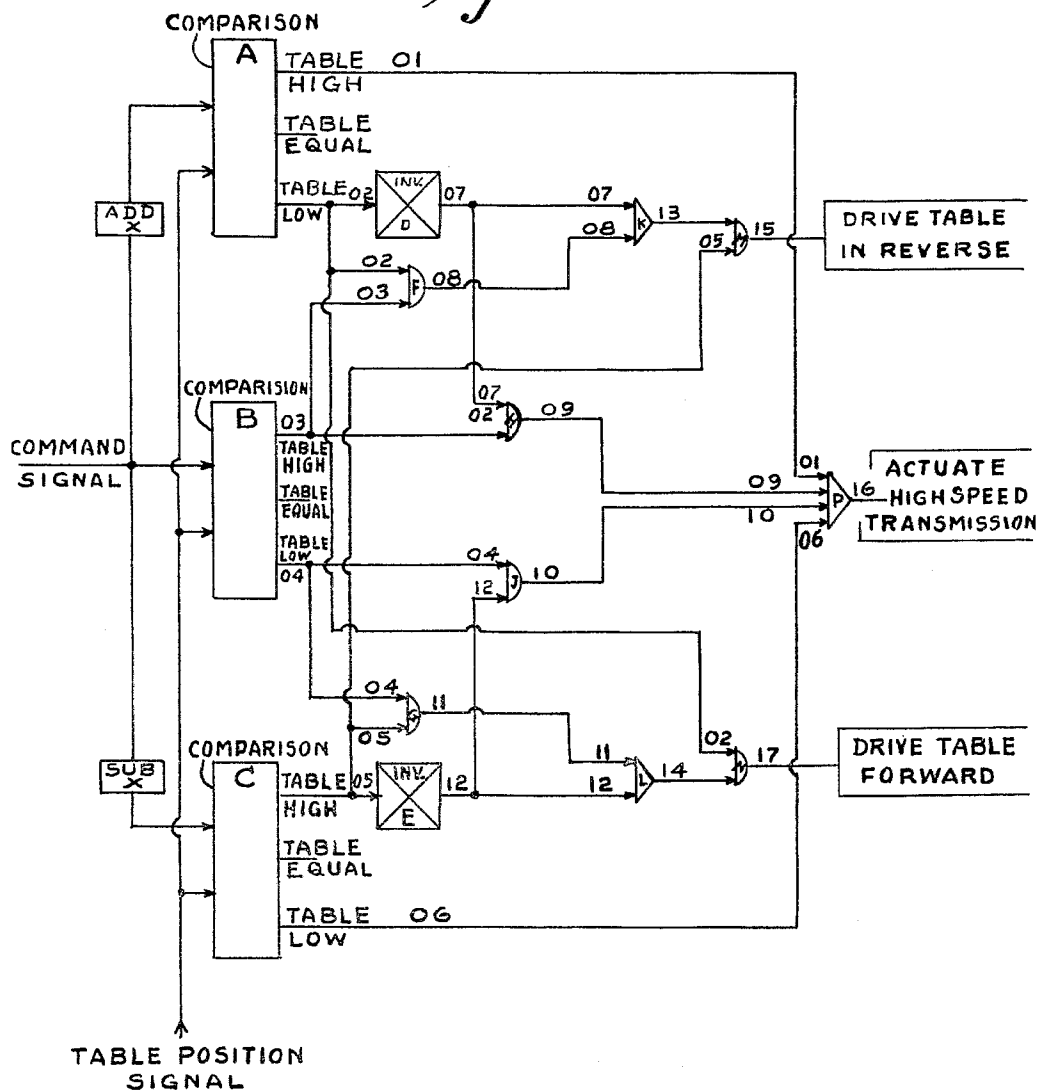 COMPARISON
A
TABLE 01
HIGH
TABLE
EQUAL
TABLE 02
LOW
INV.
D
07
07
08
K
13
05
M
15
DRIVE TABLE
IN REVERSE
ADD
X
02
03
F
08
COMPARISION
B
03
TABLE
HIGH
TABLE
EQUAL
TABLE
LOW
04
COMMAND
SIGNAL
07
02
09
04
12
J
10
01
09
10
06
P
16
ACTUATE
HIGH SPEED
TRANSMISSION
04
05
G
11
SUB
X
COMPARISON
C
TABLE 05
HIGH
INV.
E
12
11
12
L
14
02
N
17
DRIVE TABLE
FORWARD
TABLE
EQUAL
TABLE 06
LOW
TABLE POSITION
SIGNAL